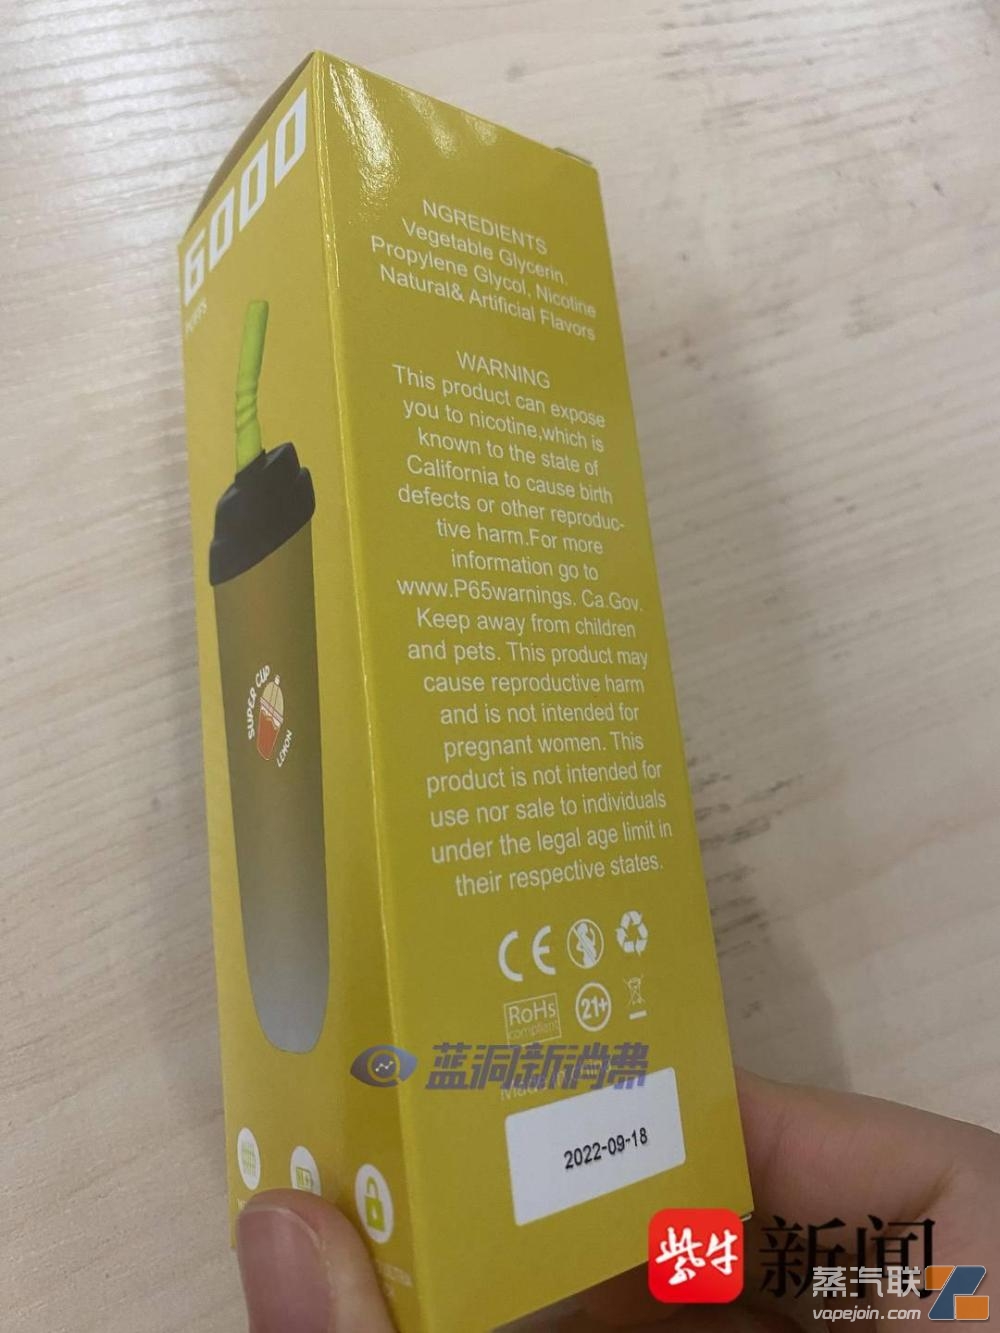 6000
PUFFS
SUPER CUP
LEMON
NGREDIENTS
Vegetable Glycerin.
Propylene Glycol, Nicotine
Natural& Artificial Flavors
WARNING
This product can expose
you to nicotine,which is
known to the state of
California to cause birth
defects or other reproduc-
tive harm.For more
information go to
www.P65warnings. Ca.Gov.
Keep away from children
and pets. This product may
cause reproductive harm
and is not intended for
pregnant women. This
product is not intended for
use nor sale to individuals
under the legal age limit in
their respective states.
CE
RoHs
compliant
21+
蓝洞新消费
Made in
2022-09-18
紫牛
新闻
蒸汽联
vapejoin.com